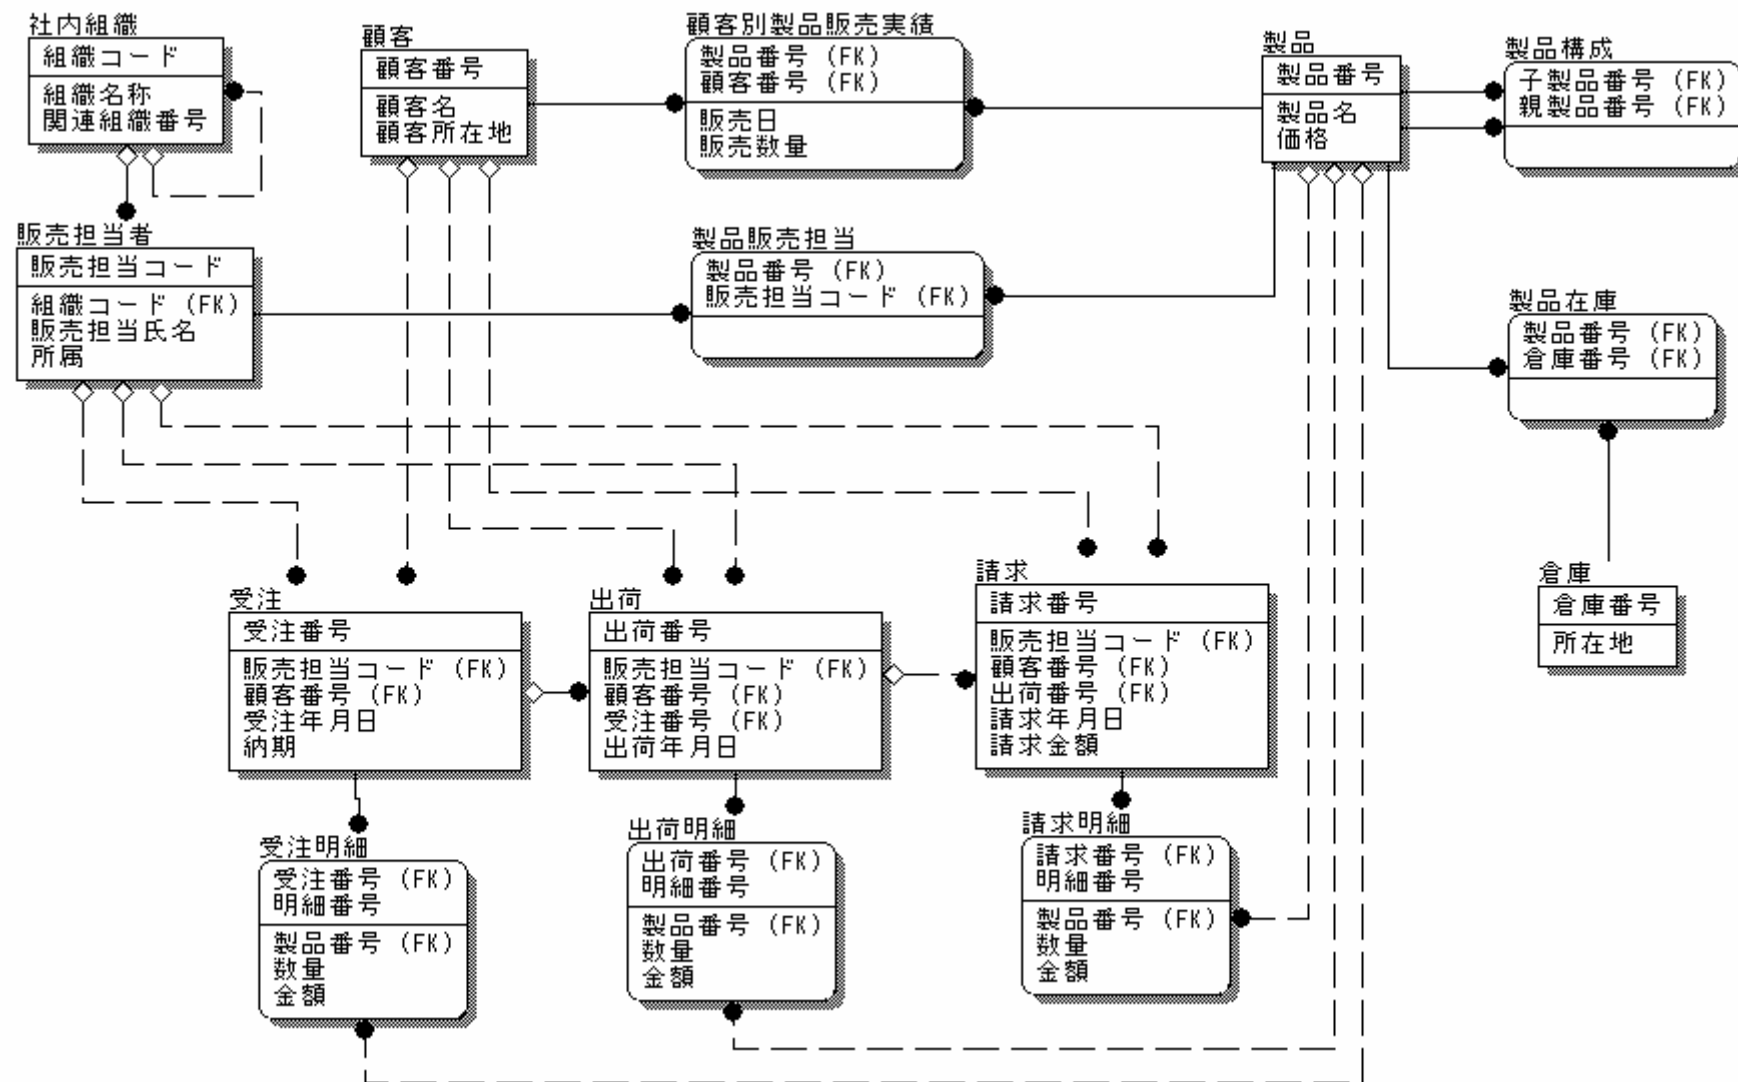 社内組織
組織コード
組織名称
関連組織番号
顧客
顧客番号
顧客名
顧客所在地
顧客別製品販売実績
製品番号 (FK)
顧客番号 (FK)
販売日
販売数量
製品
製品番号
製品名
価格
製品構成
子製品番号 (FK)
親製品番号 (FK)
販売担当者
販売担当コード
組織コード (FK)
販売担当氏名
所属
製品販売担当
製品番号 (FK)
販売担当コード (FK)
製品在庫
製品番号 (FK)
倉庫番号 (FK)
倉庫
倉庫番号
所在地
受注
受注番号
販売担当コード (FK)
顧客番号 (FK)
受注年月日
納期
出荷
出荷番号
販売担当コード (FK)
顧客番号 (FK)
受注番号 (FK)
出荷年月日
請求
請求番号
販売担当コード (FK)
顧客番号 (FK)
出荷番号 (FK)
請求年月日
請求金額
受注明細
受注番号 (FK)
明細番号
製品番号 (FK)
数量
金額
出荷明細
出荷番号 (FK)
明細番号
製品番号 (FK)
数量
金額
請求明細
請求番号 (FK)
明細番号
製品番号 (FK)
数量
金額